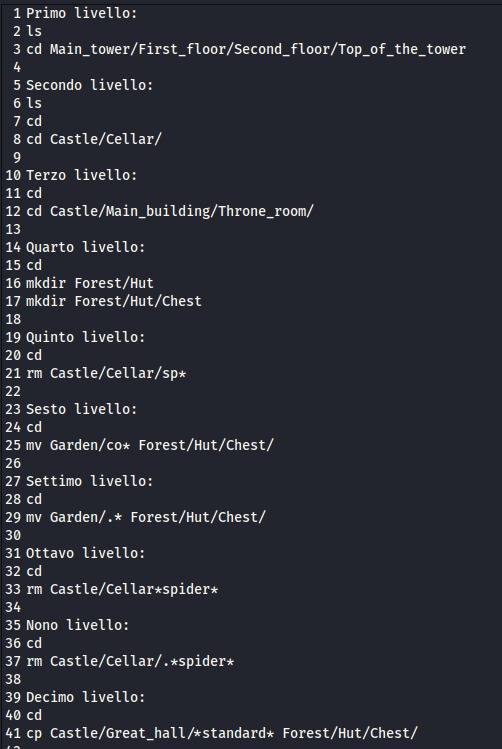 1 Primo livello:
2 ls
3 cd Main_tower/First_floor/Second_floor/Top_of_the_tower
4
5 Secondo livello:
6 ls
7 cd
8 cd Castle/Cellar/
9
10 Terzo livello:
11 cd
12 cd Castle/Main_building/Throne_room/
13
14 Quarto livello:
15 cd
16 mkdir Forest/Hut
17 mkdir Forest/Hut/Chest
18
19 Quinto livello:
20 cd
21 rm Castle/Cellar/sp*
22
23 Sesto livello:
24 cd
25 mv Garden/co* Forest/Hut/Chest/
26
27 Settimo livello:
28 cd
29 mv Garden/.* Forest/Hut/Chest/
30
31 Ottavo livello:
32 cd
33 rm Castle/Cellar*spider*
34
35 Nono livello:
36 cd
37 rm Castle/Cellar/.*spider*
38
39 Decimo livello:
40 cd
41 cp Castle/Great_hall/*standard* Forest/Hut/Chest/